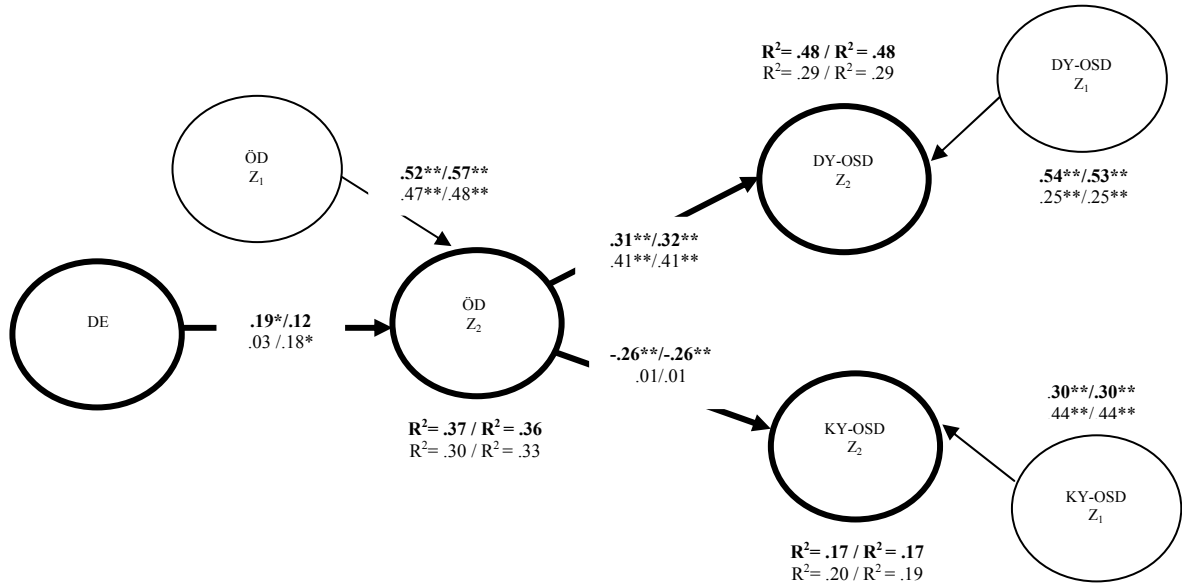 R²= .48 / R²= .48
R²= .29 / R²= .29
DY-OSD
Z₁
ÖD
Z₁
.52**/.57**
.47**/.48**
DY-OSD
Z₂
.54**/.53**
.25**/.25**
.31**/.32**
.41**/.41**
DE
.19*/.12
.03 /.18*
ÖD
Z₂
-.26**/-.26**
.01/.01
R²= .37 / R²= .36
R²= .30 / R²= .33
KY-OSD
Z₂
.30**/.30**
44**/ 44**
KY-OSD
Z₁
R²= .17 / R²= .17
R²= .20 / R²= .19